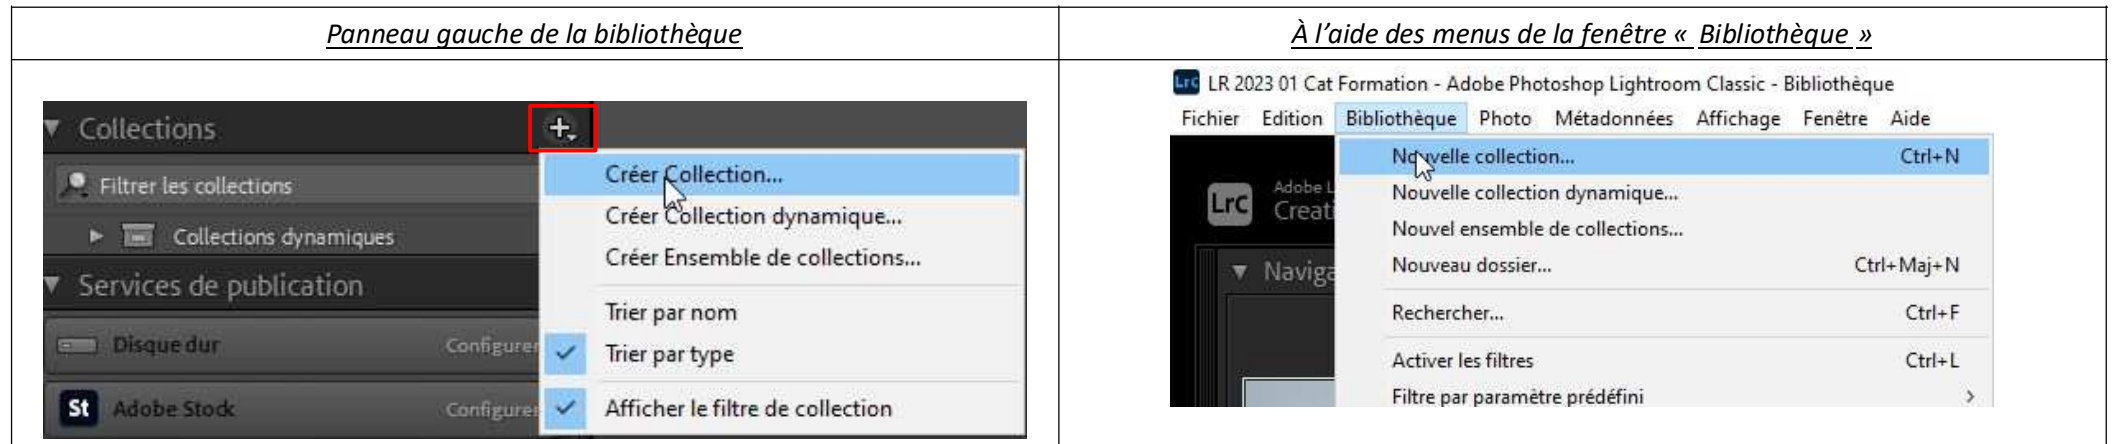 Panneau gauche de la bibliothèque
À l’aide des menus de la fenêtre « Bibliothèque »
Collections
Filtrer les collections
Collections dynamiques
Services de publication
Disque dur Configurer
St Adobe Stock Configurer
Créer Collection...
Créer Collection dynamique...
Créer Ensemble de collections...
Trier par nom
Trier par type
Afficher le filtre de collection
LrC LR 2023 01 Cat Formation - Adobe Photoshop Lightroom Classic - Bibliothèque
Fichier Edition Bibliothèque Photo Métadonnées Affichage Fenêtre Aide
LrC
Adobe L
Creati
Naviga
Nouvelle collection... Ctrl+N
Nouvelle collection dynamique...
Nouvel ensemble de collections...
Nouveau dossier... Ctrl+Maj+N
Rechercher... Ctrl+F
Activer les filtres Ctrl+L
Filtre par paramètre prédéfini